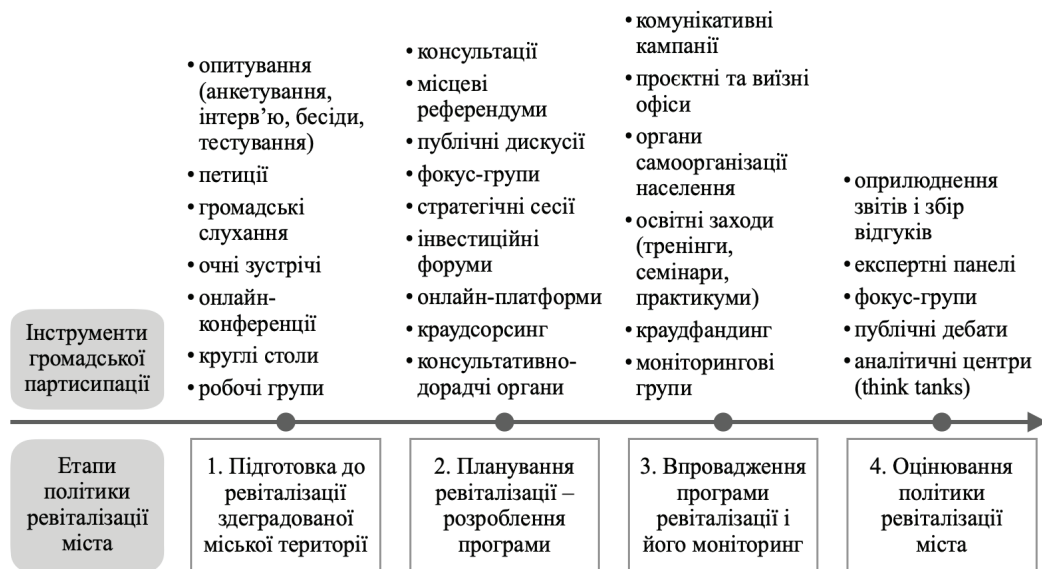 Інструменти
громадської
партисипації
• опитування
(анкетування,
інтерв’ю, бесіди,
тестування)
• петиції
• громадські
слухання
• очні зустрічі
• онлайн-
конференції
• круглі столи
• робочі групи
• консультації
• місцеві
референдуми
• публічні дискусії
• фокус-групи
• стратегічні сесії
• інвестиційні
форуми
• онлайн-платформи
• краудсорсинг
• консультативно-
дорадчі органи
• комунікативні
кампанії
• проєктні та виїзні
офіси
• органи
самоорганізації
населення
• освітні заходи
(тренінги,
семінари,
практикуми)
• краудфандинг
• моніторингові
групи
• оприлюднення
звітів і збір
відгуків
• експертні панелі
• фокус-групи
• публічні дебати
• аналітичні центри
(think tanks)
Етапи
політики
ревіталізації
міста
1. Підготовка до
ревіталізації
здеградованої
міської території
2. Планування
ревіталізації –
розроблення
програми
3. Впровадження
програми
ревіталізації і
його моніторинг
4. Оцінювання
політики
ревіталізації
міста